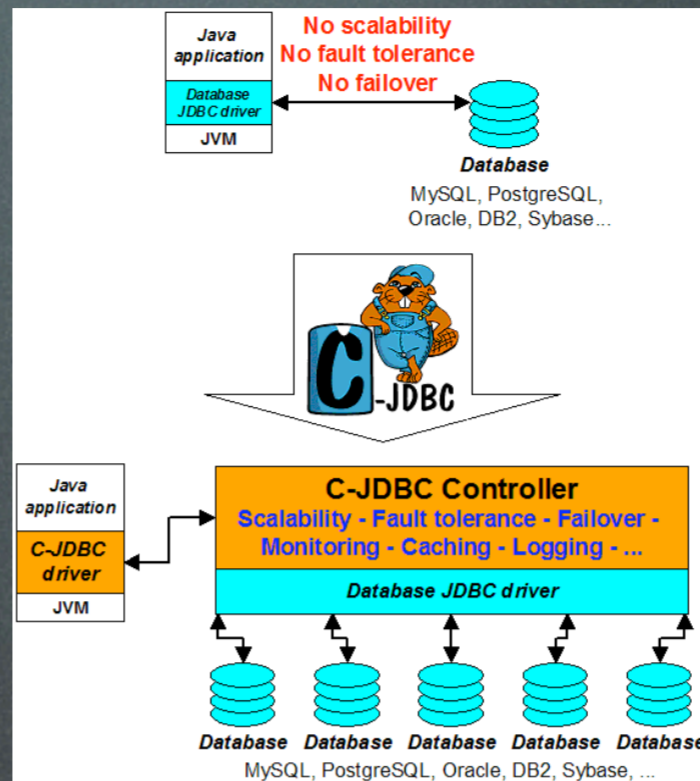 Java
application
Database
JDBC driver
JVM
No scalability
No fault tolerance
No failover
Database
MySQL, PostgreSQL,
Oracle, DB2, Sybase...
C-JDBC
Java
application
C-JDBC
driver
JVM
C-JDBC Controller
Scalability - Fault tolerance - Failover -
Monitoring - Caching - Logging - ...
Database JDBC driver
Database Database Database Database Database
MySQL, PostgreSQL, Oracle, DB2, Sybase, ...